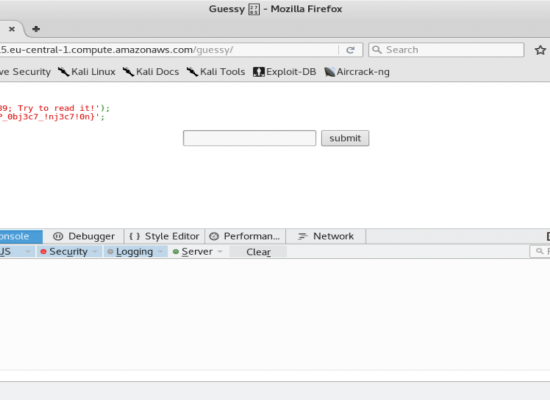 Guessy - Mozilla Firefox
5.eu-central-1.compute.amazonaws.com/guessy/
Search
ve Security Kali Linux Kali Docs Kali Tools Exploit-DB Aircrack-ng
39; Try to read it!');
P_0bj3c7_!nj3c7!0n}';
submit
onsole Debugger { } Style Editor Performan... Network
US Security Logging Server Clear